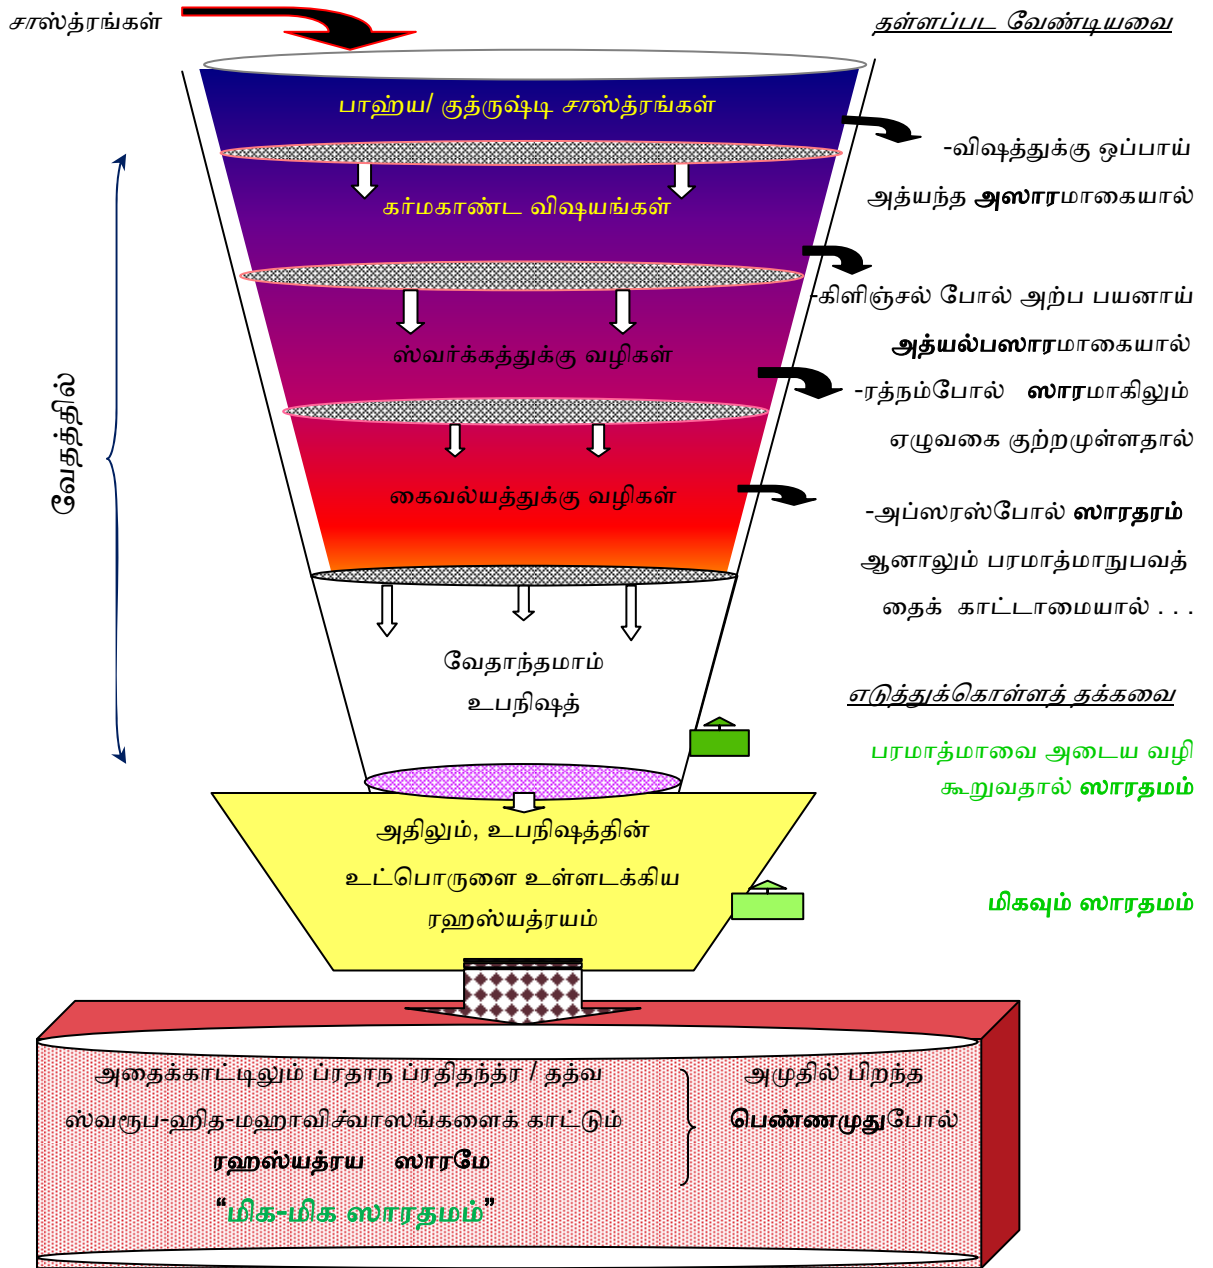 சாஸ்த்ரங்கள்
தள்ளப்பட வேண்டியவை
பாஹ்ய/ குத்ருஷ்டி சாஸ்த்ரங்கள்
-விஷத்துக்கு ஒப்பாய்
அத்யந்த அஸாரமாகையால்
கர்மகாண்ட விஷயங்கள்
-கிளிஞ்சல் போல் அற்ப பயனாய்
அத்யல்பஸாரமாகையால்
ஸ்வர்க்கத்துக்கு வழிகள்
-ரத்நம்போல் ஸாரமாகிலும்
ஏழுவகை குற்றமுள்ளதால்
வேதத்தில்
கைவல்யத்துக்கு வழிகள்
-அப்ஸரஸ்போல் ஸாரதரம்
ஆனாலும் பரமாத்மாநுபவத்
தைக் காட்டாமையால் . . .
வேதாந்தமாம்
உபநிஷத்
எடுத்துக்கொள்ளத் தக்கவை
பரமாத்மாவை அடைய வழி
கூறுவதால் ஸாரதமம்
அதிலும், உபநிஷத்தின்
உட்பொருளை உள்ளடக்கிய
ரஹஸ்யத்ரயம்
மிகவும் ஸாரதமம்
அதைக்காட்டிலும் ப்ரதாந ப்ரதிதந்த்ர / தத்வ
ஸ்வரூப-ஹித-மஹாவிச்வாஸங்களைக் காட்டும்
ரஹஸ்யத்ரய ஸாரமே
“மிக-மிக ஸாரதமம்”
அமுதில் பிறந்த
பெண்ணமுதுபோல்